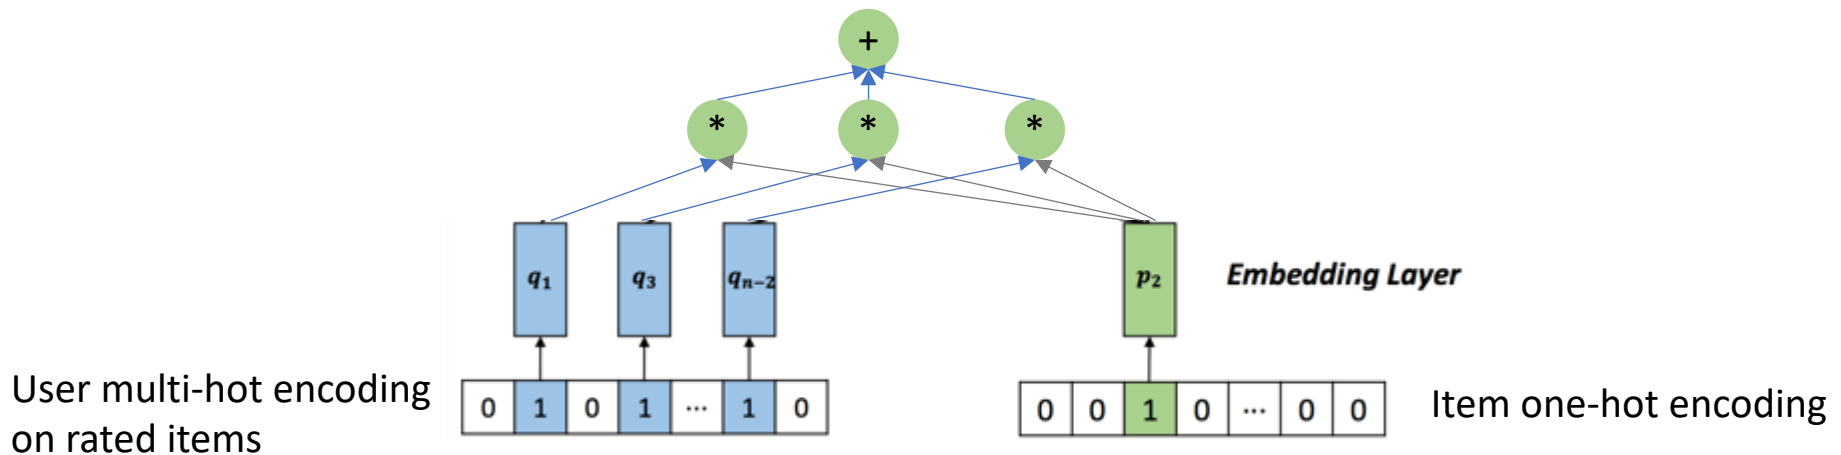 +
* * *
q₁ q₃ qₙ₋₂ p₂ Embedding Layer
User multi-hot encoding
on rated items
0 1 0 1 ... 1 0
0 0 1 0 ... 0 0
Item one-hot encoding